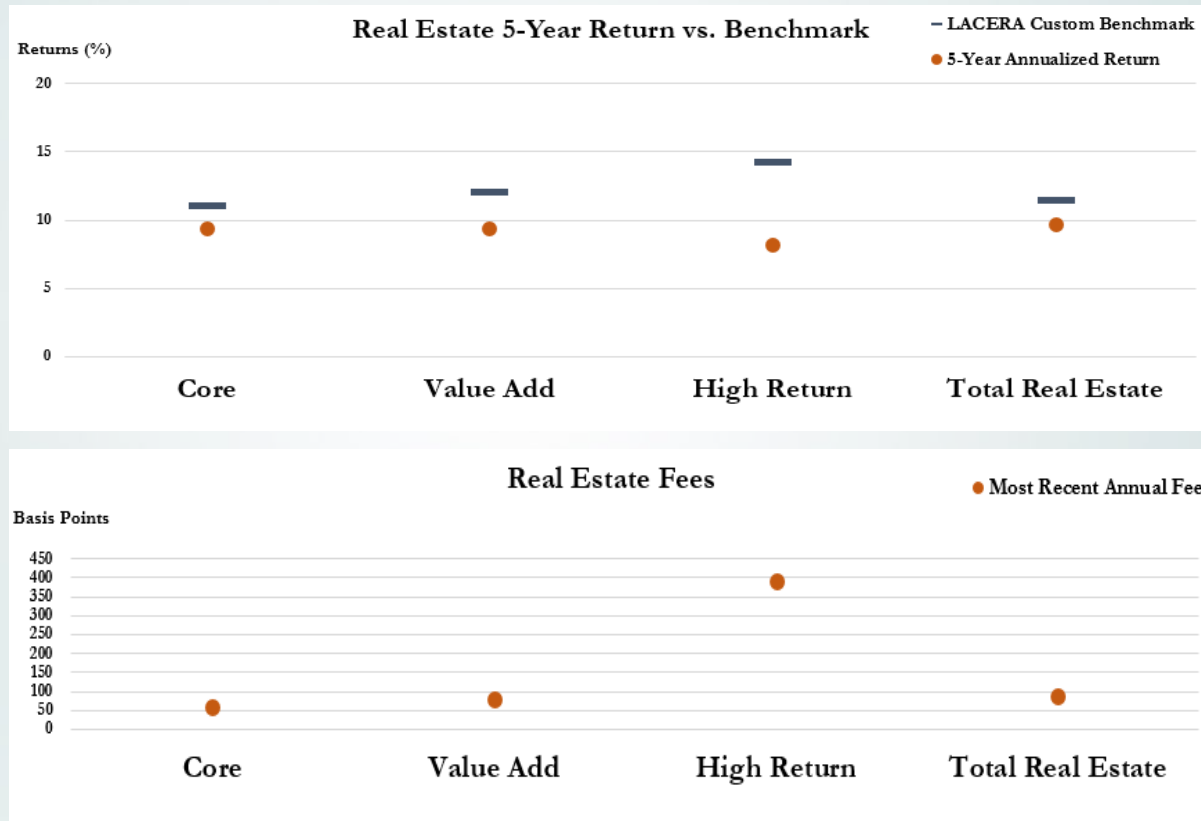 Real Estate 5-Year Return vs. Benchmark
LACERA Custom Benchmark
5-Year Annualized Return
Returns (%)
20
15
10
5
0
Core Value Add High Return Total Real Estate
Real Estate Fees
Most Recent Annual Fee
Basis Points
450
400
350
300
250
200
150
100
50
0
Core Value Add High Return Total Real Estate